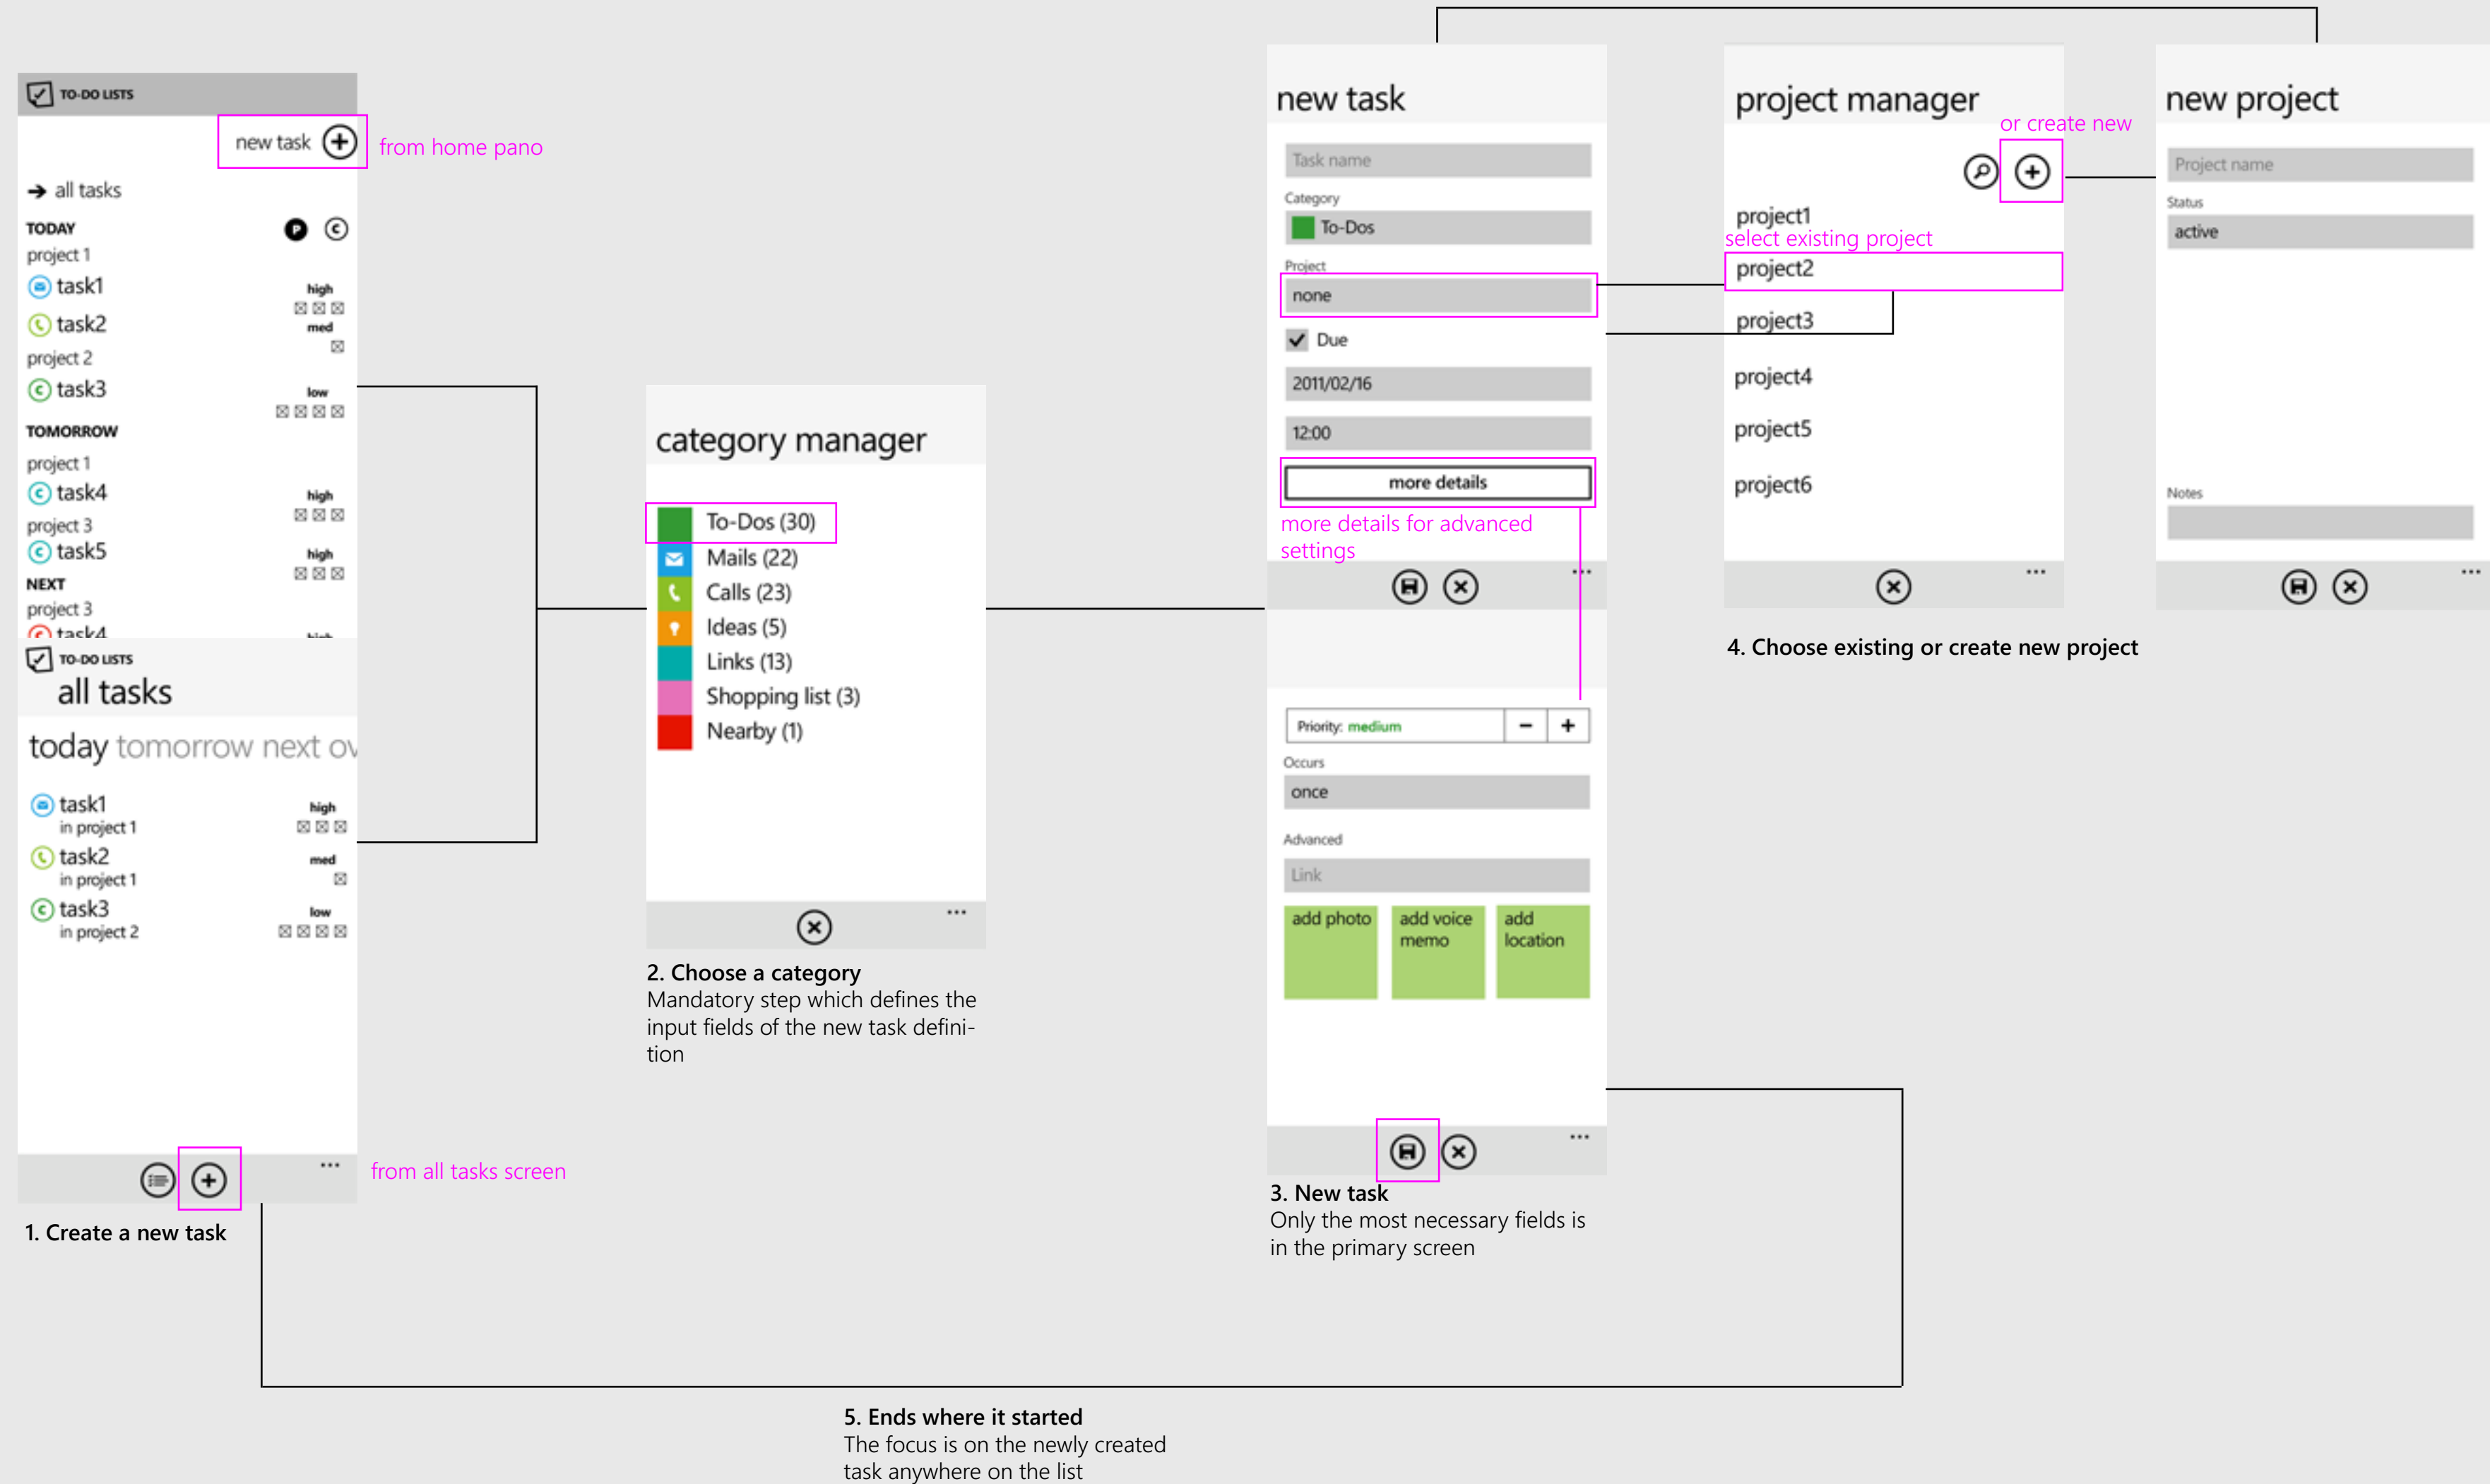 TO-DO LISTS
new task
from home pano
all tasks
TODAY
project 1
task1
high
task2
med
project 2
task3
low
TOMORROW
project 1
task4
high
project 3
task5
high
NEXT
project 3
task4
high
TO-DO LISTS
all tasks
today tomorrow next ov
task1
high
in project 1
task2
med
in project 1
task3
low
in project 2
...
from all tasks screen
1. Create a new task
category manager
To-Dos (30)
Mails (22)
Calls (23)
Ideas (5)
Links (13)
Shopping list (3)
Nearby (1)
...
2. Choose a category
Mandatory step which defines the
input fields of the new task defini-
tion
new task
Task name
Category
To-Dos
Project
none
Due
2011/02/16
12:00
more details
more details for advanced
settings
...
Priority: medium
Occurs
once
Advanced
Link
add photo
add voice
memo
add
location
...
3. New task
Only the most necessary fields is
in the primary screen
project manager
or create new
project1
select existing project
project2
project3
project4
project5
project6
...
4. Choose existing or create new project
new project
Project name
Status
active
Notes
...
5. Ends where it started
The focus is on the newly created
task anywhere on the list